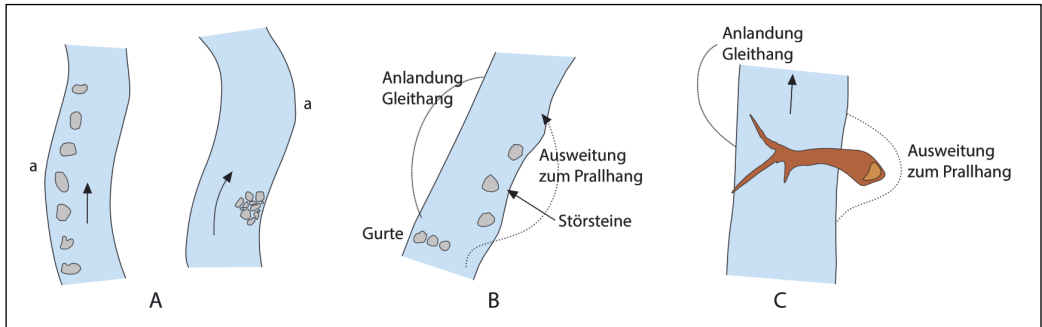 a
a
A
Anlandung
Gleithang
Ausweitung
zum Prallhang
Störsteine
Gurte
B
Anlandung
Gleithang
Ausweitung
zum Prallhang
C